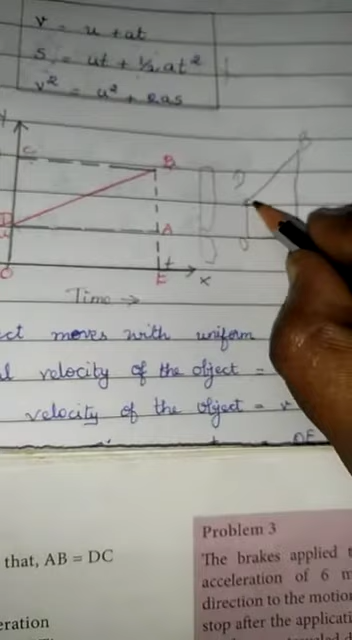 v = u + at
s = ut + ½ at²
v² = u² + 2as
C
B
B
D
D
A
O
E
t
x
Time →
ct moves with uniform
l velocity of the object =
velocity of the object = v
OE
that, AB = DC
eration
Problem 3
The brakes applied t
acceleration of 6 m
direction to the motion
stop after the applicati